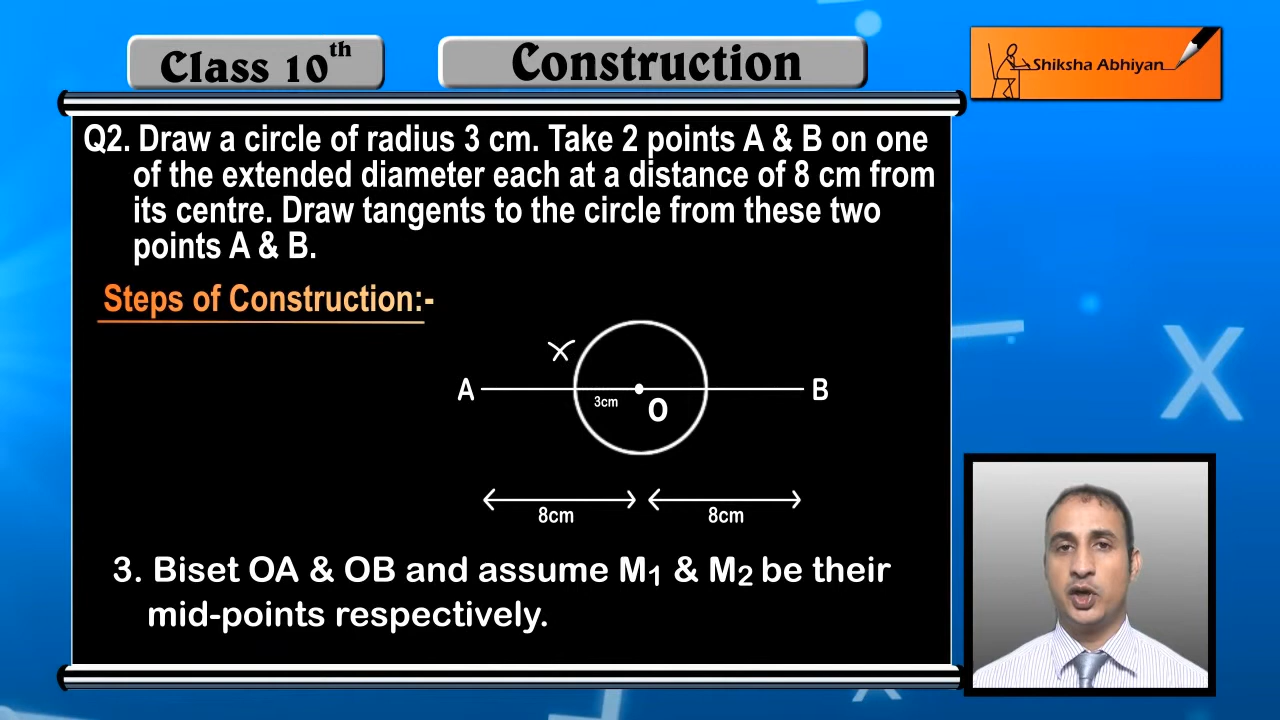 Class 10th
Construction
Shiksha Abhiyan
Q2. Draw a circle of radius 3 cm. Take 2 points A & B on one
of the extended diameter each at a distance of 8 cm from
its centre. Draw tangents to the circle from these two
points A & B.
Steps of Construction:-
A
B
3cm
O
8cm
8cm
3. Biset OA & OB and assume M1 & M2 be their
mid-points respectively.
X